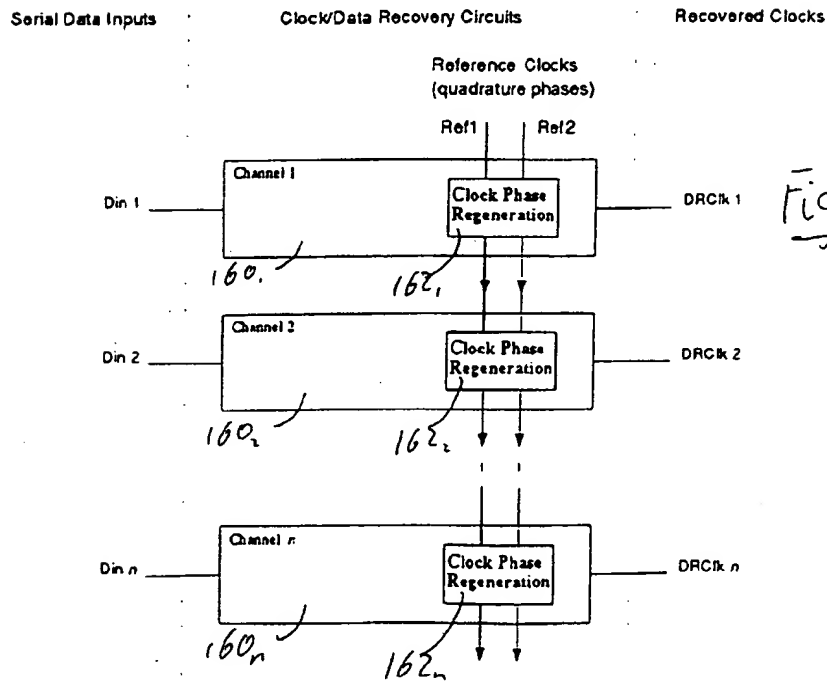 Serial Data Inputs
Clock/Data Recovery Circuits
Recovered Clocks
Reference Clocks
(quadrature phases)
Ref1
Ref2
Channel 1
Din 1
Clock Phase
Regeneration
DRClk 1
160₁
162₁
Channel 2
Din 2
Clock Phase
Regeneration
DRClk 2
160₂
162₂
Channel n
Din n
Clock Phase
Regeneration
DRClk n
160ₙ
162ₙ